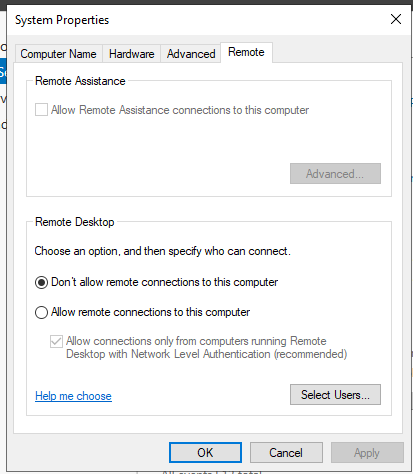 System Properties
Computer Name Hardware Advanced Remote
Remote Assistance
Allow Remote Assistance connections to this computer
Advanced...
Remote Desktop
Choose an option, and then specify who can connect.
Don't allow remote connections to this computer
Allow remote connections to this computer
Allow connections only from computers running Remote
Desktop with Network Level Authentication (recommended)
Help me choose
Select Users...
OK Cancel Apply